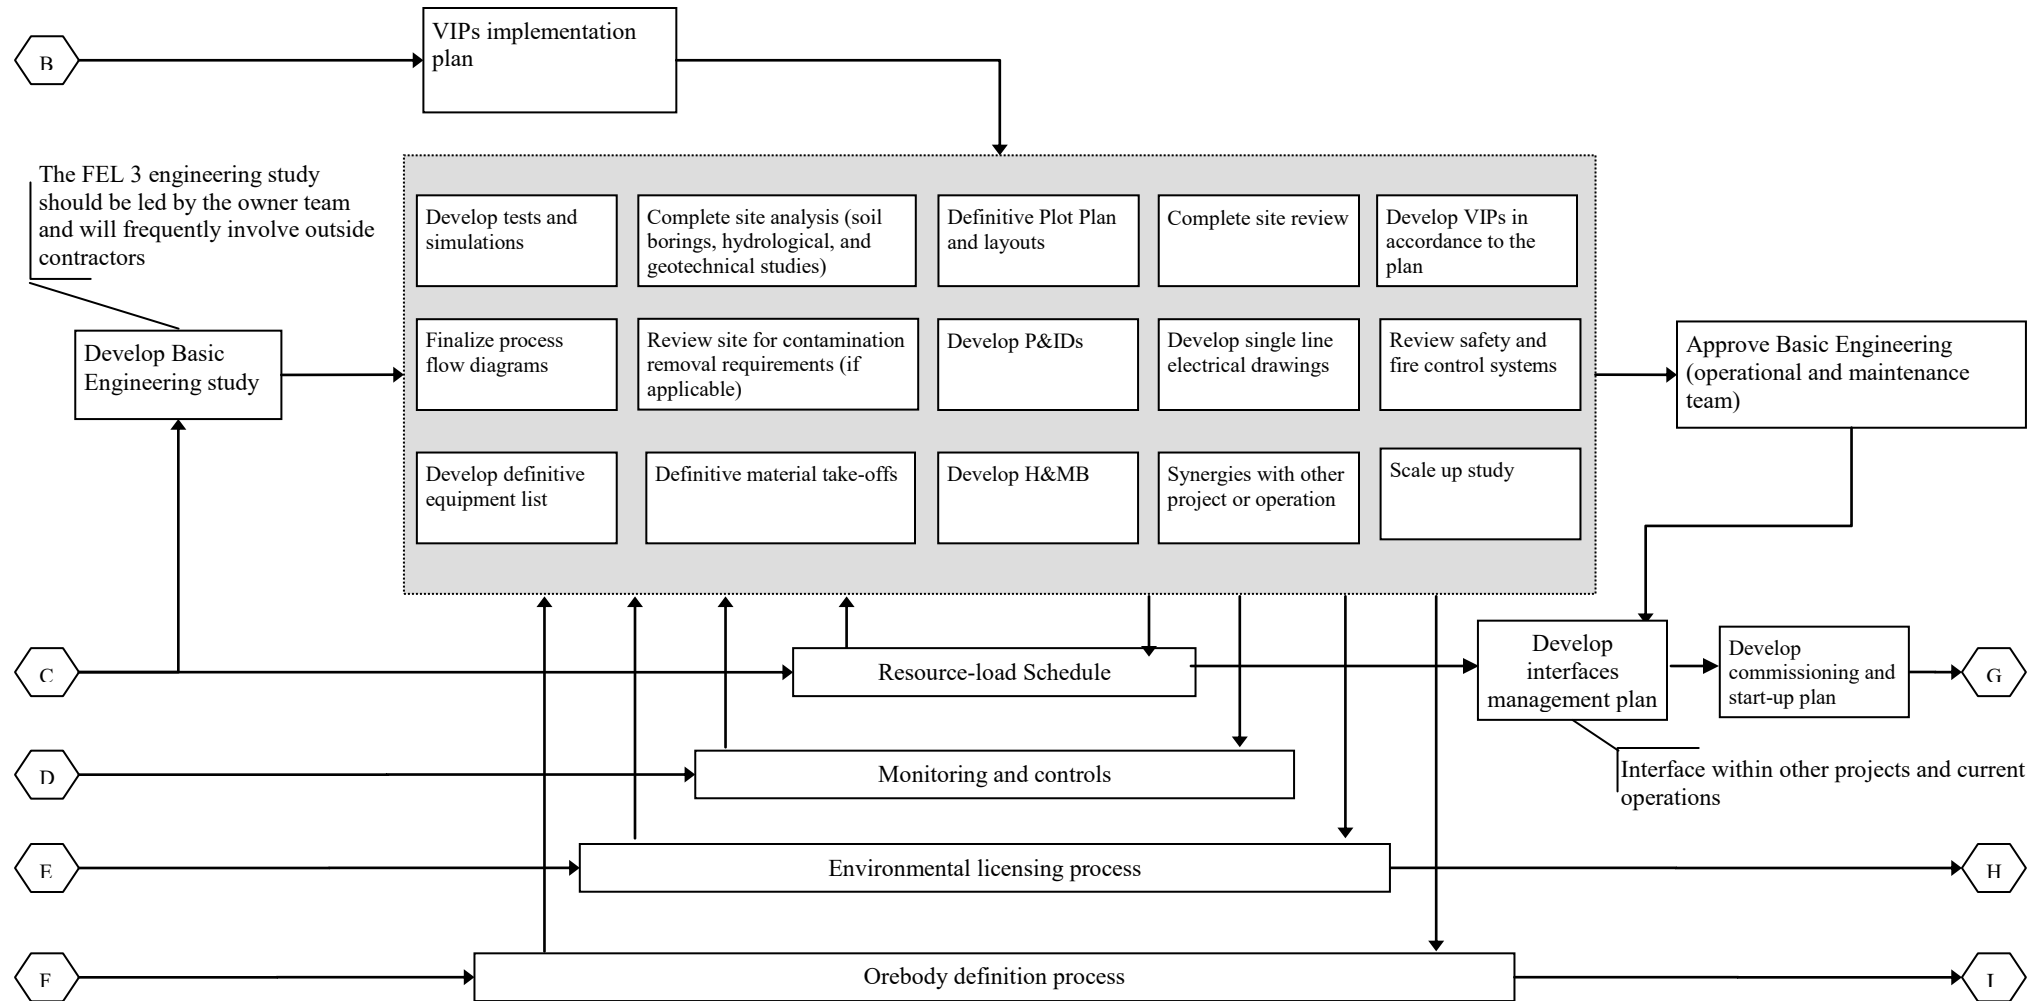 B
VIPs implementation
plan
The FEL 3 engineering study
should be led by the owner team
and will frequently involve outside
contractors
Develop tests and
simulations
Complete site analysis (soil
borings, hydrological, and
geotechnical studies)
Definitive Plot Plan
and layouts
Complete site review
Develop VIPs in
accordance to the
plan
Develop Basic
Engineering study
Finalize process
flow diagrams
Review site for contamination
removal requirements (if
applicable)
Develop P&IDs
Develop single line
electrical drawings
Review safety and
fire control systems
Approve Basic Engineering
(operational and maintenance
team)
Develop definitive
equipment list
Definitive material take-offs
Develop H&MB
Synergies with other
project or operation
Scale up study
C
Resource-load Schedule
Develop
interfaces
management plan
Develop
commissioning and
start-up plan
G
D
Monitoring and controls
Interface within other projects and current
operations
E
Environmental licensing process
H
F
Orebody definition process
I